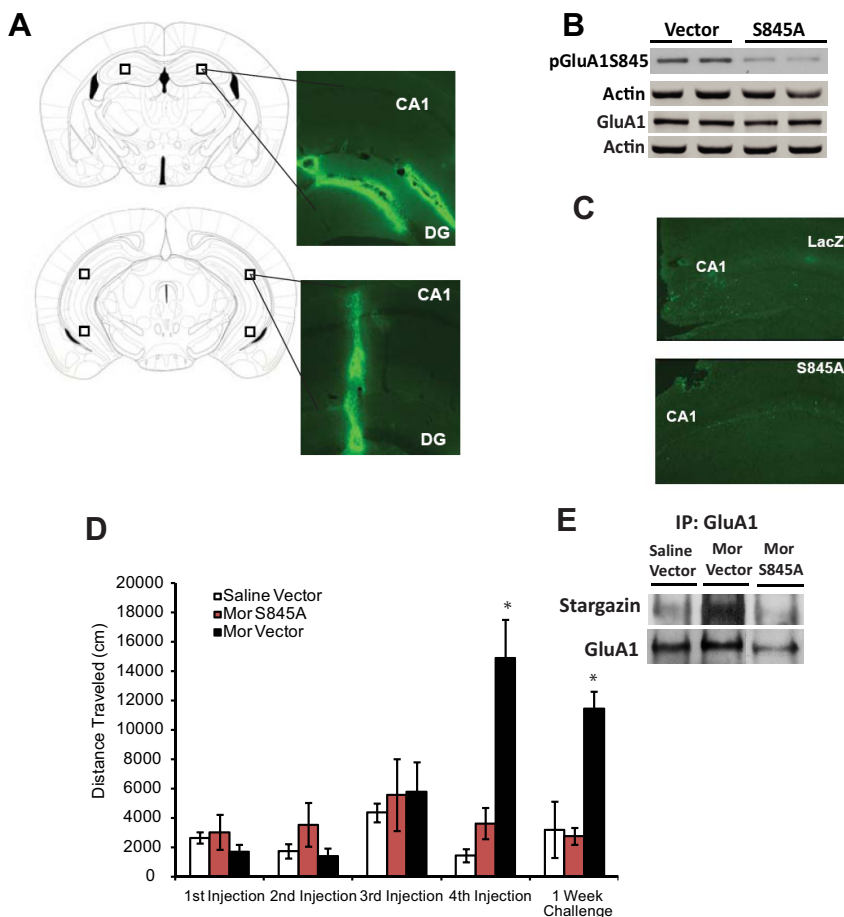 A
CA1
DG
CA1
DG
B
Vector S845A
pGluA1S845
Actin
GluA1
Actin
C
LacZ
CA1
S845A
CA1
D
Distance Traveled (cm)
20000
18000
16000
14000
12000
10000
8000
6000
4000
2000
0
Saline Vector
Mor S845A
Mor Vector
*
*
1st Injection 2nd Injection 3rd Injection 4th Injection 1 Week
Challenge
E
IP: GluA1
Saline Mor Mor
Vector Vector S845A
Stargazin
GluA1